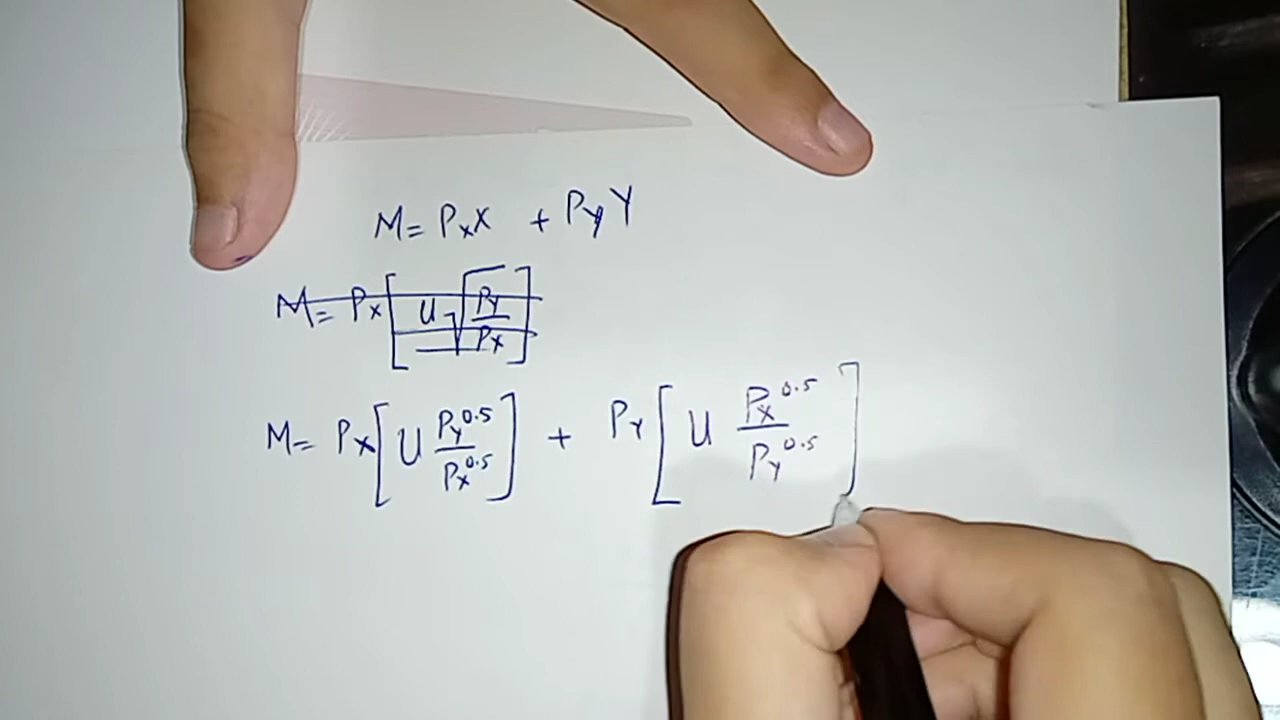 M= PxX + PyY
M= Px[U√Py/Px]
M= Px[U Py^0.5/Px^0.5] + Py[U Px^0.5/Py^0.5]